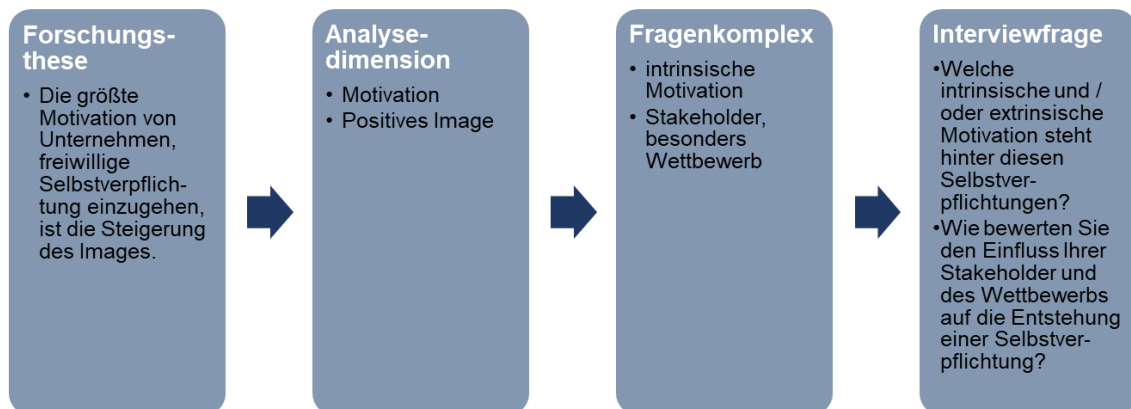 Forschungs-
these
• Die größte
Motivation von
Unternehmen,
freiwillige
Selbstverpflich-
tung einzugehen,
ist die Steigerung
des Images.
Analyse-
dimension
• Motivation
• Positives Image
Fragenkomplex
• intrinsische
Motivation
• Stakeholder,
besonders
Wettbewerb
Interviewfrage
•Welche
intrinsische und /
oder extrinsische
Motivation steht
hinter diesen
Selbstver-
pflichtungen?
•Wie bewerten Sie
den Einfluss Ihrer
Stakeholder und
des Wettbewerbs
auf die Entstehung
einer Selbstver-
pflichtung?